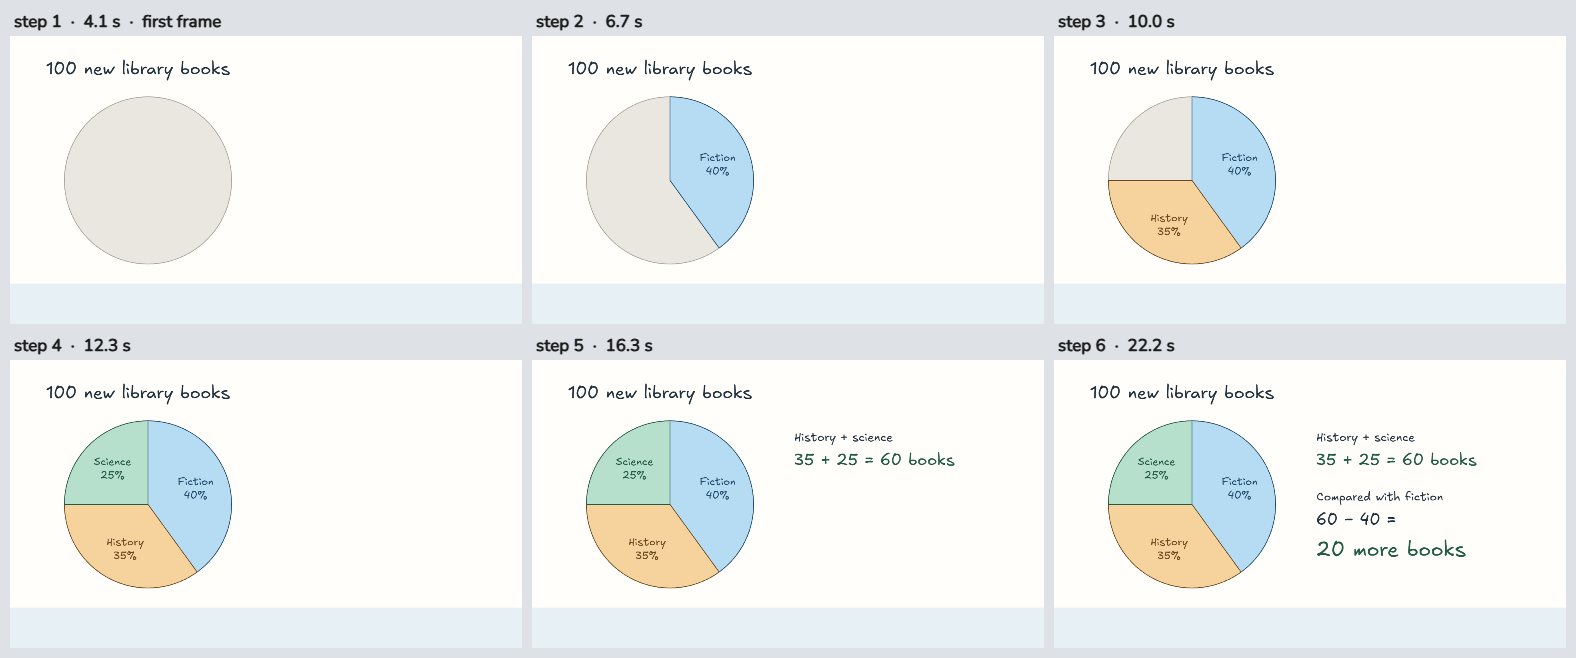 step 1 · 4.1 s · first frame
100 new library books
step 2 · 6.7 s
100 new library books
Fiction
40%
step 3 · 10.0 s
100 new library books
Fiction
40%
History
35%
step 4 · 12.3 s
100 new library books
Science
25%
Fiction
40%
History
35%
step 5 · 16.3 s
100 new library books
Science
25%
Fiction
40%
History
35%
History + science
35 + 25 = 60 books
step 6 · 22.2 s
100 new library books
Science
25%
Fiction
40%
History
35%
History + science
35 + 25 = 60 books
Compared with fiction
60 − 40 =
20 more books